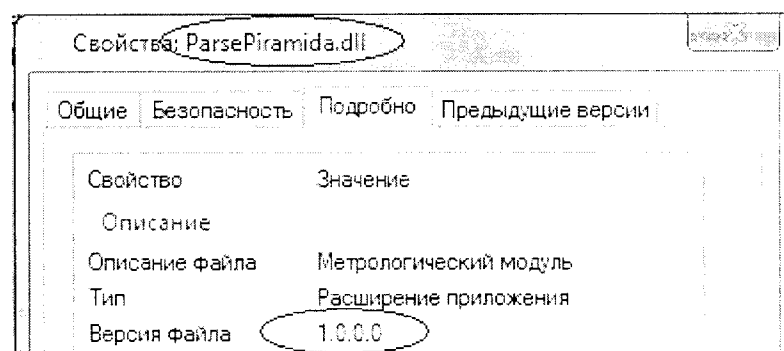 Свойства: ParsePiramida.dll
Общие Безопасность Подробно Предыдущие версии
Свойство Значение
Описание
Описание файла Метрологический модуль
Тип Расширение приложения
Версия файла 1.0.0.0